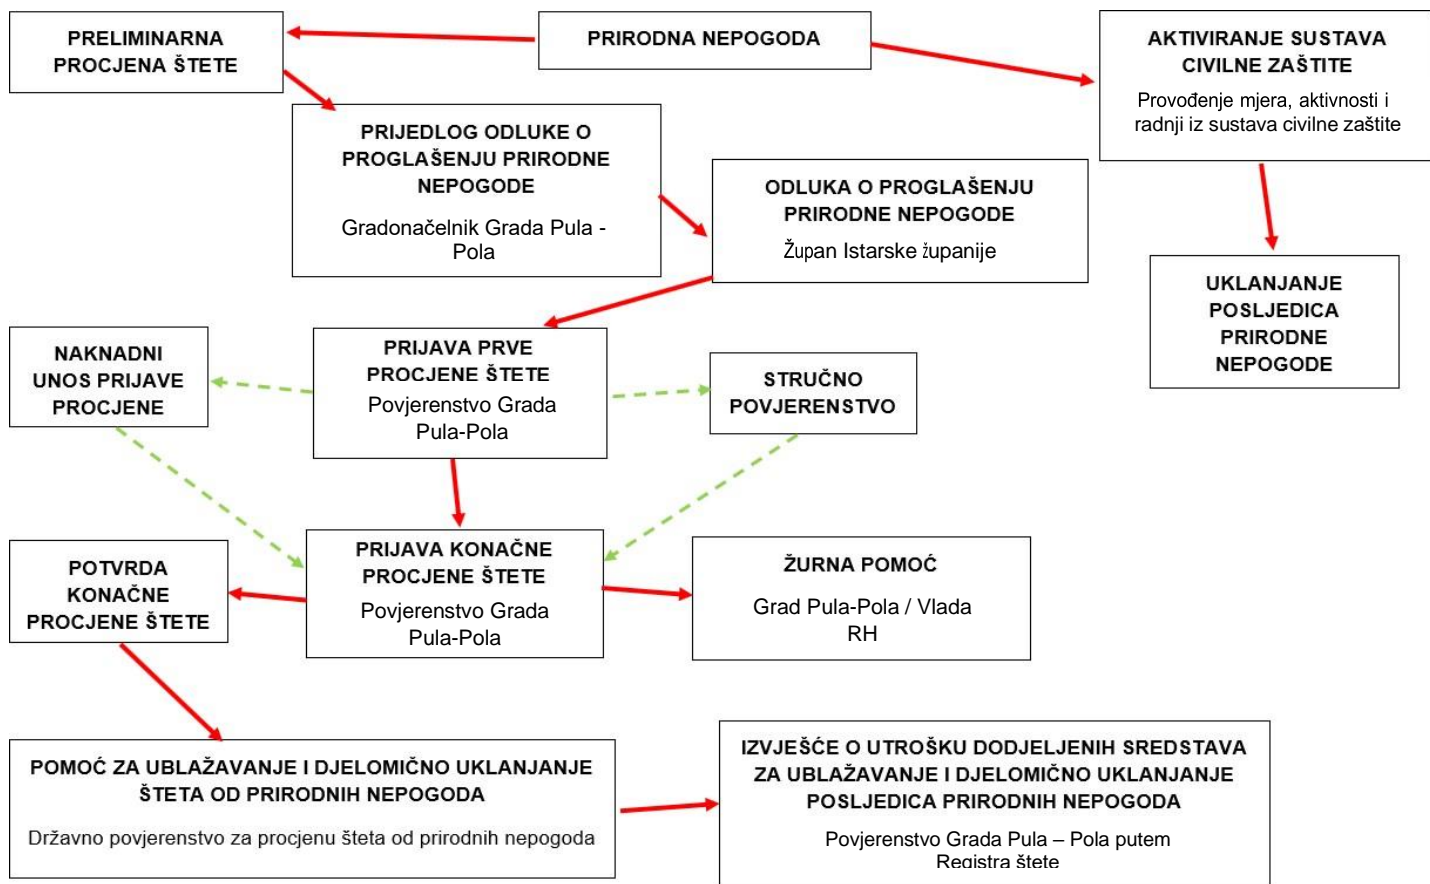 PRELIMINARNA
PROCJENA ŠTETE
PRIRODNA NEPOGODA
AKTIVIRANJE SUSTAVA
CIVILNE ZAŠTITE
Provođenje mjera, aktivnosti i
radnji iz sustava civilne zaštite
PRIJEDLOG ODLUKE O
PROGLAŠENJU PRIRODNE
NEPOGODE
Gradonačelnik Grada Pula -
Pola
ODLUKA O PROGLAŠENJU
PRIRODNE NEPOGODE
Župan Istarske županije
UKLANJANJE
POSLJEDICA
PRIRODNE
NEPOGODE
NAKNADNI
UNOS PRIJAVE
PROCJENE
PRIJAVA PRVE
PROCJENE ŠTETE
Povjerenstvo Grada
Pula-Pola
STRUČNO
POVJERENSTVO
POTVRDA
KONAČNE
PROCJENE ŠTETE
PRIJAVA KONAČNE
PROCJENE ŠTETE
Povjerenstvo Grada
Pula-Pola
ŽURNA POMOĆ
Grad Pula-Pola / Vlada
RH
POMOĆ ZA UBLAŽAVANJE I DJELOMIČNO UKLANJANJE
ŠTETA OD PRIRODNIH NEPOGODA
Državno povjerenstvo za procjenu šteta od prirodnih nepogoda
IZVJEŠĆE O UTROŠKU DODJELJENIH SREDSTAVA
ZA UBLAŽAVANJE I DJELOMIČNO UKLANJANJE
POSLJEDICA PRIRODNIH NEPOGODA
Povjerenstvo Grada Pula – Pola putem
Registra štete